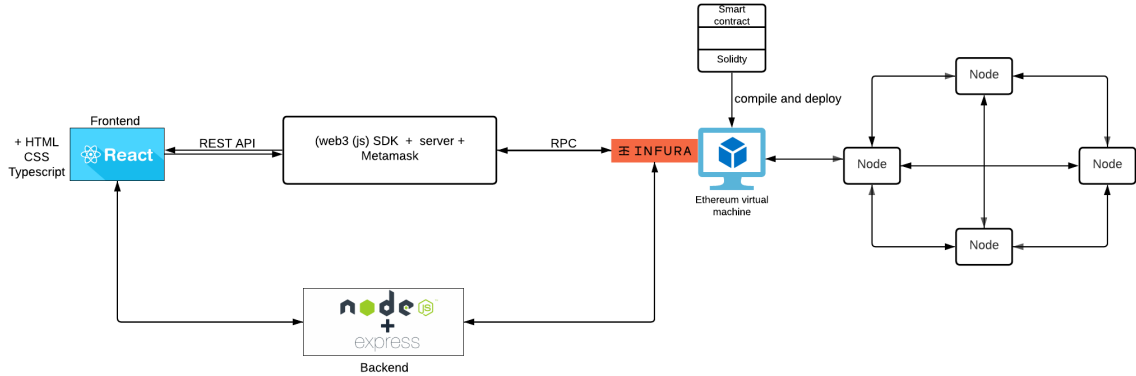 Smart
contract
Solidty
compile and deploy
Frontend
+ HTML
CSS
Typescript
React
REST API
(web3 (js) SDK + server +
Metamask
RPC
INFURA
Ethereum virtual
machine
Node
Node
Node
Node
node
JS
+
express
Backend